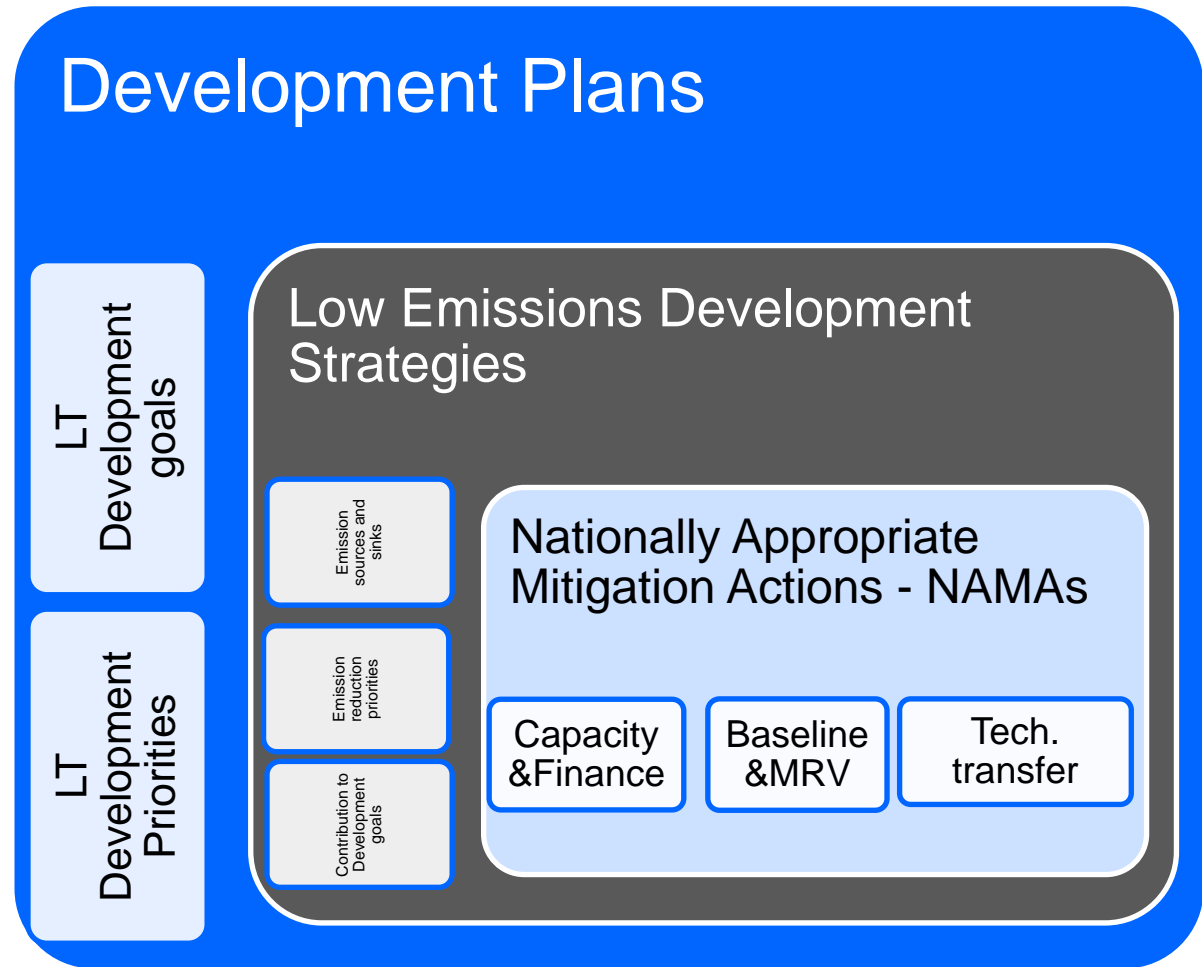 Development Plans
LT
Development
goals
LT
Development
Priorities
Low Emissions Development
Strategies
Emission
sources and
sinks
Emission
reduction
priorities
Contribution to
Development
goals
Nationally Appropriate
Mitigation Actions - NAMAs
Capacity
&Finance
Baseline
&MRV
Tech.
transfer